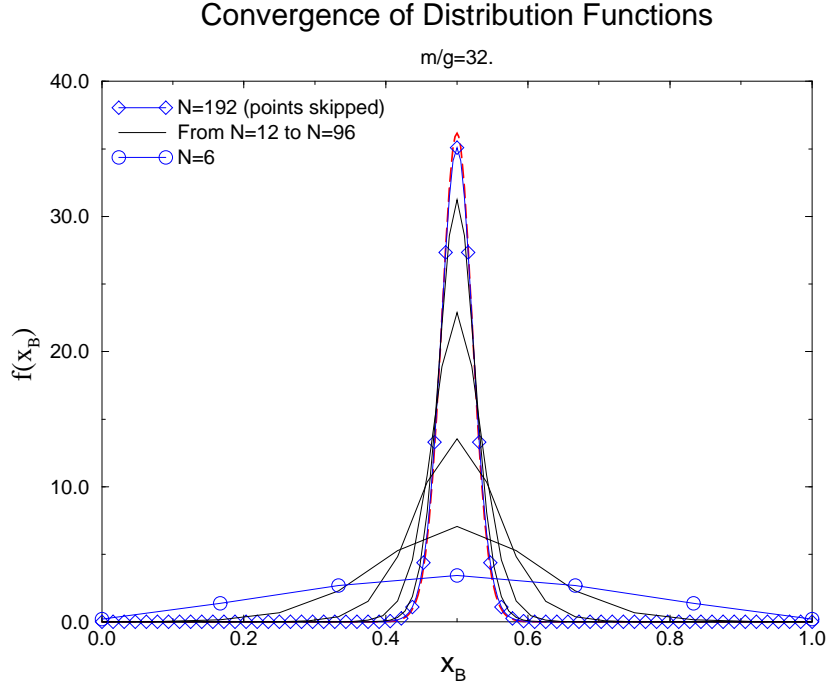 Convergence of Distribution Functions
m/g=32.
40.0
N=192 (points skipped)
From N=12 to N=96
N=6
30.0
f(x_B)
20.0
10.0
0.0
0.0 0.2 0.4 0.6 0.8 1.0
x_B